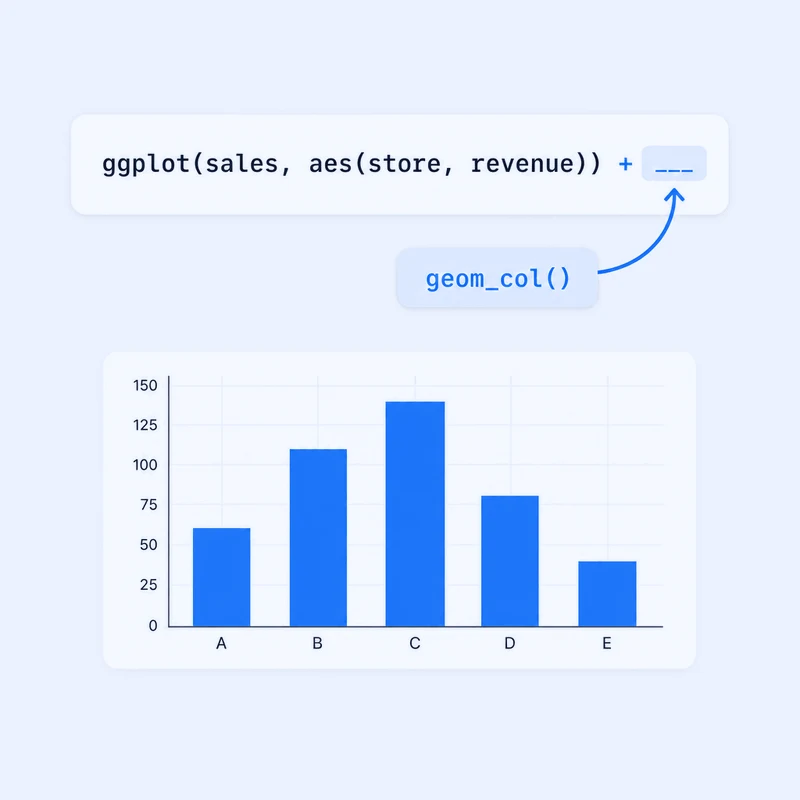 ggplot(sales, aes(store, revenue)) + ___
geom_col()
150
125
100
75
50
25
0
A B C D E